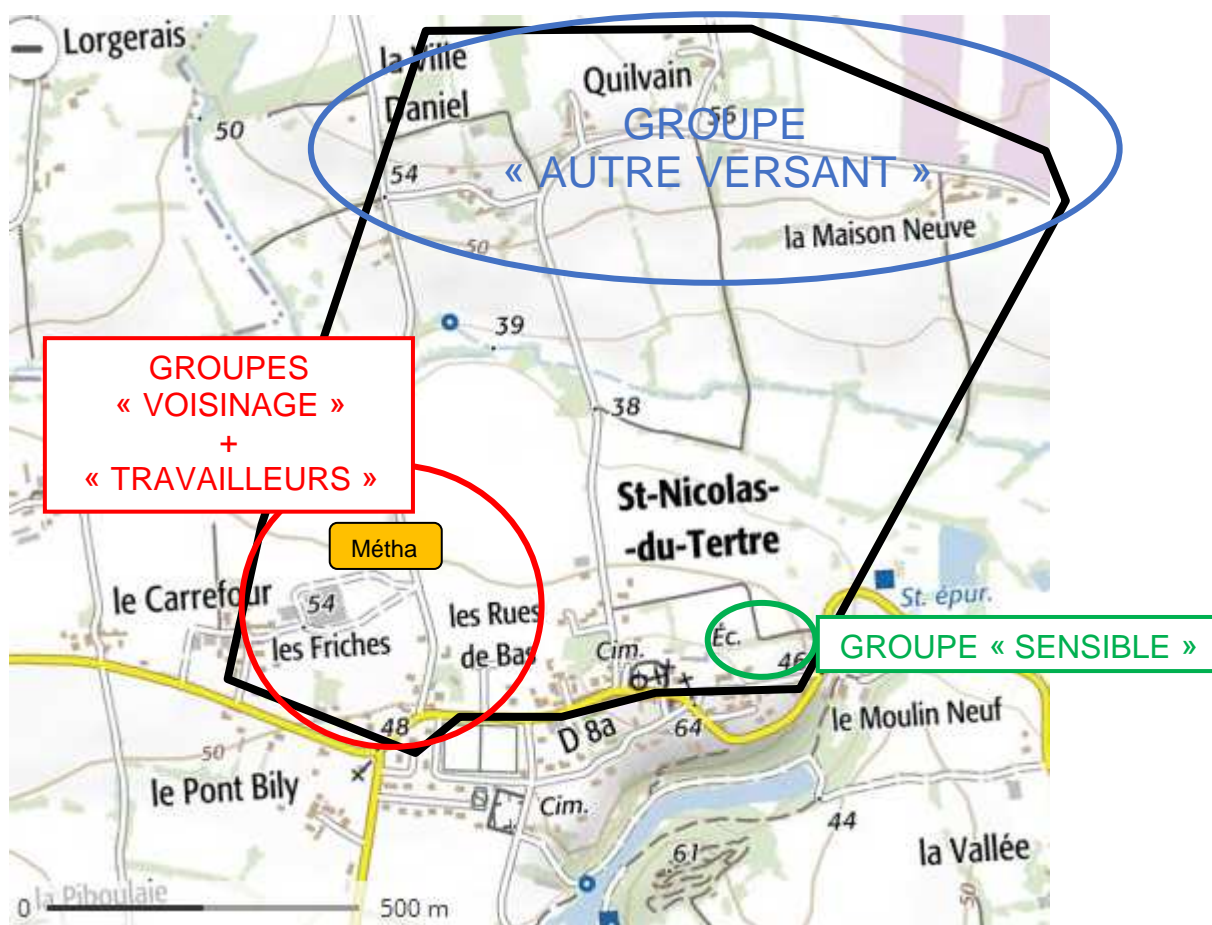 Lorgerais
la Ville
Daniel
Quilvain
56
50
GROUPE
« AUTRE VERSANT »
54
50
la Maison Neuve
39
GROUPES
« VOISINAGE »
+
« TRAVAILLEURS »
38
St-Nicolas-
-du-Tertre
Métha
St. épur.
le Carrefour
54
les Friches
les Rues
de Bas
Cim.
Éc.
46
GROUPE « SENSIBLE »
48
D 8a
64
le Moulin Neuf
50
le Pont Bily
Cim.
44
la Vallée
61
50
la Piboulaie
0
500 m